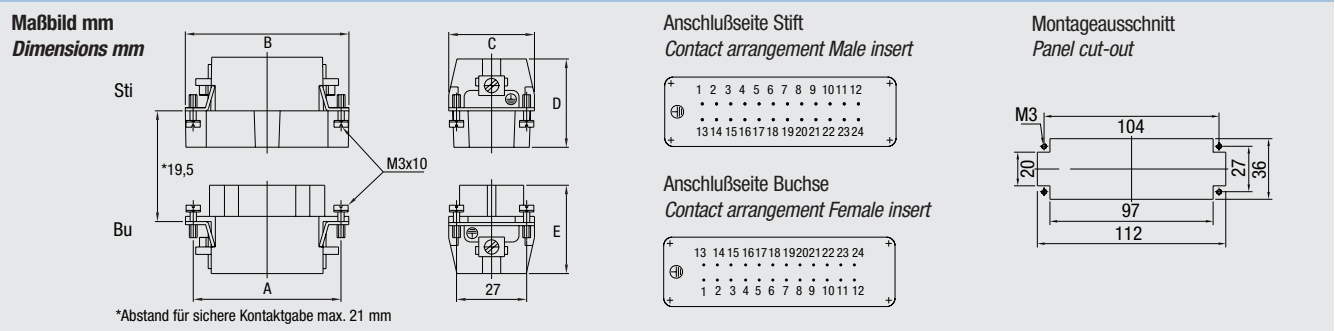 Maßbild mm
Dimensions mm
B
C
Sti
D
*19,5
M3x10
Bu
E
A
27
*Abstand für sichere Kontaktgabe max. 21 mm
Anschlußseite Stift
Contact arrangement Male insert
1 2 3 4 5 6 7 8 9 10 11 12
13 14 15 16 17 18 19 20 21 22 23 24
Anschlußseite Buchse
Contact arrangement Female insert
13 14 15 16 17 18 19 20 21 22 23 24
1 2 3 4 5 6 7 8 9 10 11 12
Montageausschnitt
Panel cut-out
M3
104
20
27
36
97
112